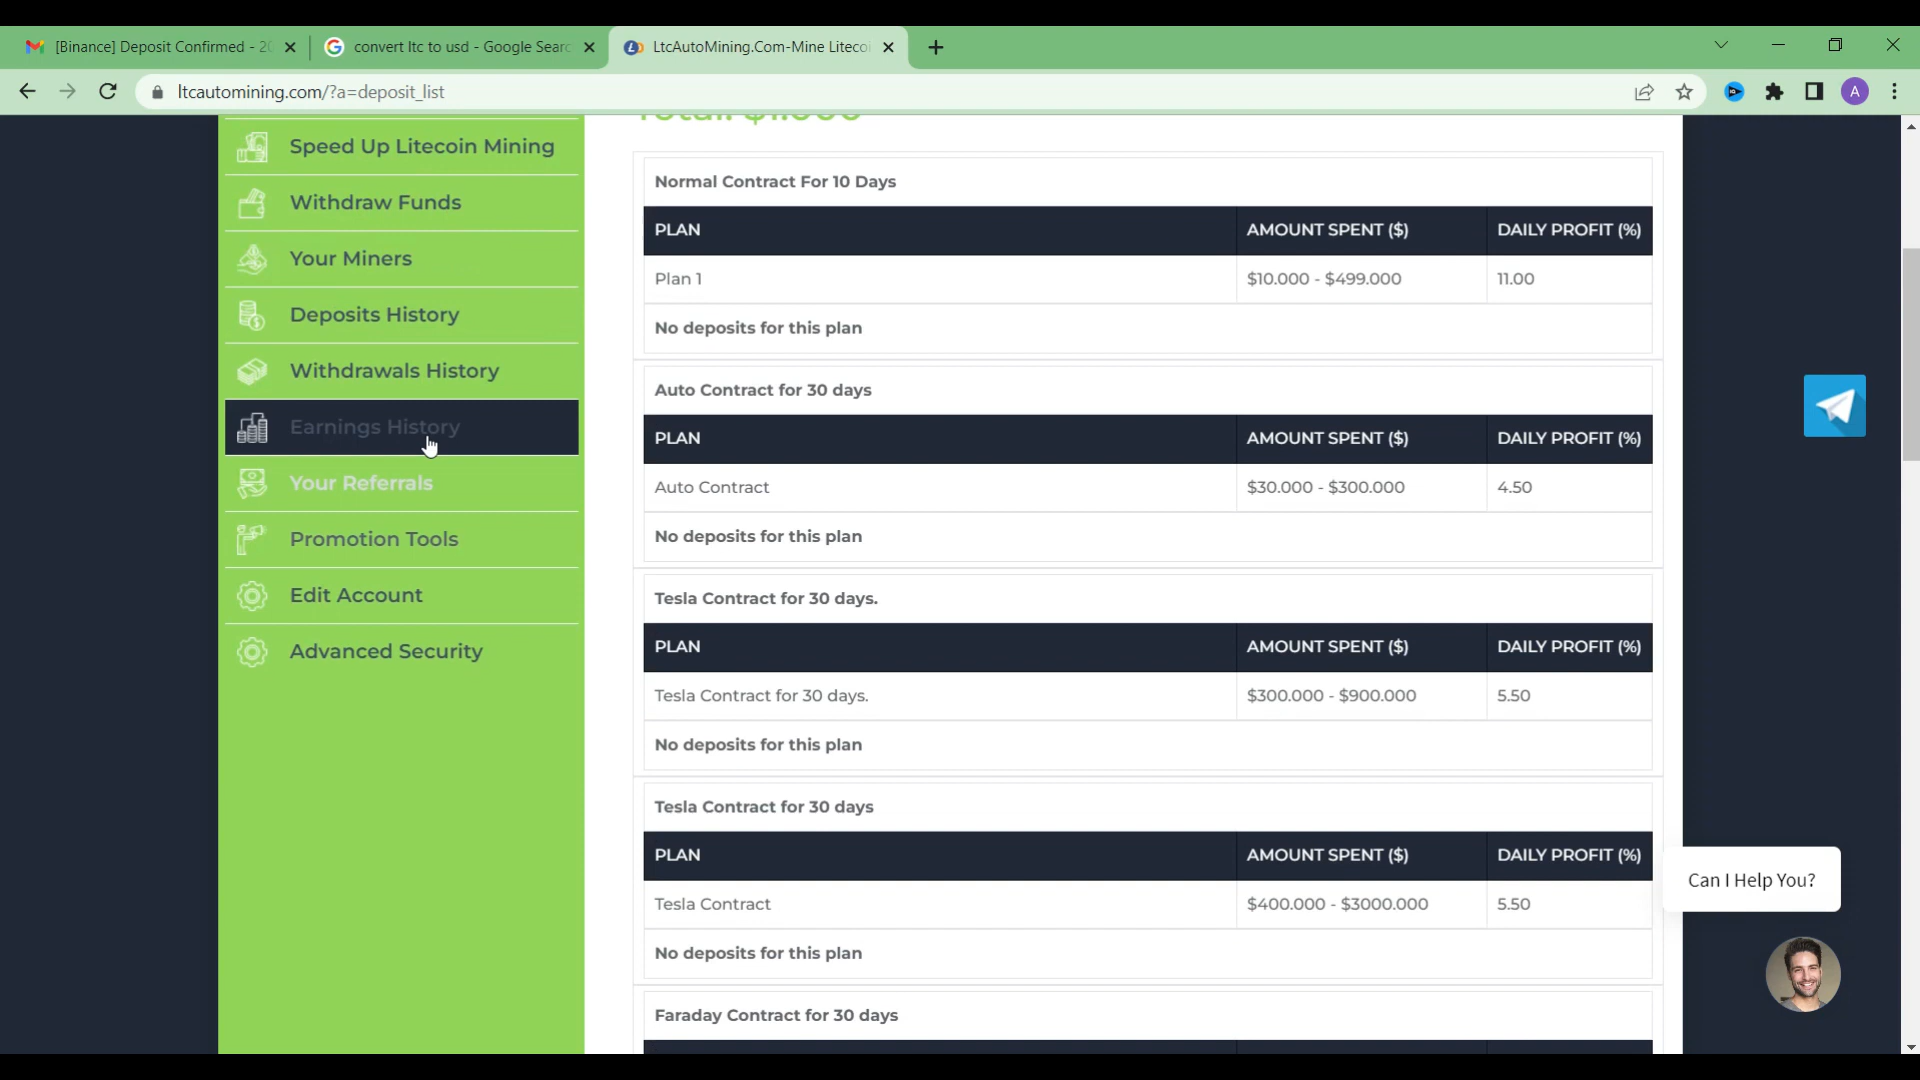 [Binance] Deposit Confirmed - 20
convert ltc to usd - Google Searc
LtcAutoMining.Com-Mine Liteco
ltcautomining.com/?a=deposit_list
A
Speed Up Litecoin Mining
Withdraw Funds
Your Miners
Deposits History
Withdrawals History
Earnings History
Your Referrals
Promotion Tools
Edit Account
Advanced Security
Normal Contract For 10 Days
PLAN AMOUNT SPENT ($) DAILY PROFIT (%)
Plan 1 $10.000 - $499.000 11.00
No deposits for this plan
Auto Contract for 30 days
PLAN AMOUNT SPENT ($) DAILY PROFIT (%)
Auto Contract $30.000 - $300.000 4.50
No deposits for this plan
Tesla Contract for 30 days.
PLAN AMOUNT SPENT ($) DAILY PROFIT (%)
Tesla Contract for 30 days. $300.000 - $900.000 5.50
No deposits for this plan
Tesla Contract for 30 days
PLAN AMOUNT SPENT ($) DAILY PROFIT (%)
Tesla Contract $400.000 - $3000.000 5.50
No deposits for this plan
Faraday Contract for 30 days
Can I Help You?